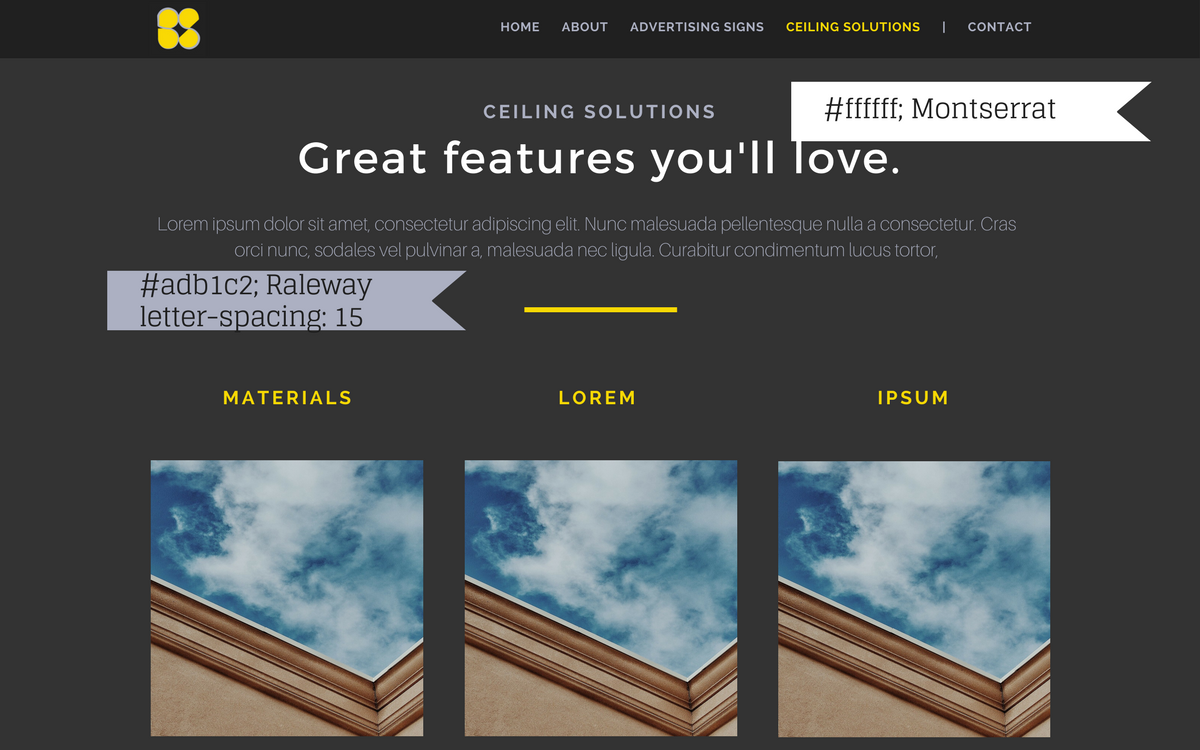 HOME ABOUT ADVERTISING SIGNS CEILING SOLUTIONS | CONTACT
CEILING SOLUTIONS
#ffffff; Montserrat
Great features you'll love.
Lorem ipsum dolor sit amet, consectetur adipiscing elit. Nunc malesuada pellentesque nulla a consectetur. Cras
orci nunc, sodales vel pulvinar a, malesuada nec ligula. Curabitur condimentum lucus tortor,
#adb1c2; Raleway
letter-spacing: 15
MATERIALS LOREM IPSUM